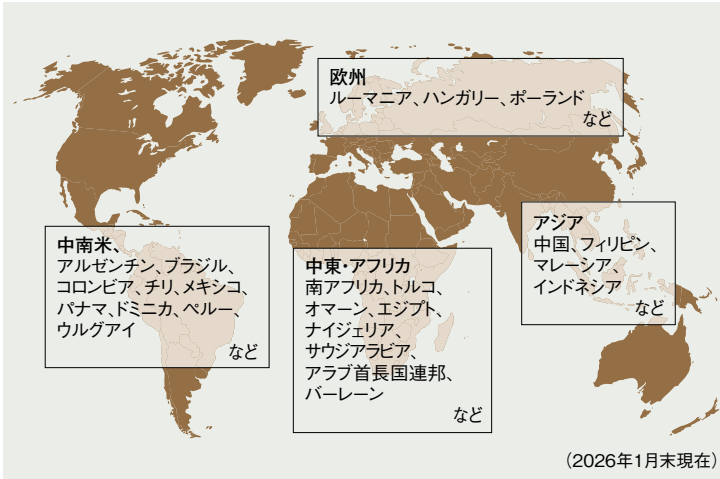 欧州
ルーマニア、ハンガリー、ポーランド
など
中南米、
アルゼンチン、ブラジル、
コロンビア、チリ、メキシコ、
パナマ、ドミニカ、ペルー、
ウルグアイ
など
中東・アフリカ
南アフリカ、トルコ、
オマーン、エジプト、
ナイジェリア、
サウジアラビア、
アラブ首長国連邦、
バーレーン
など
アジア
中国、フィリピン、
マレーシア、
インドネシア
など
（2026年1月末現在）